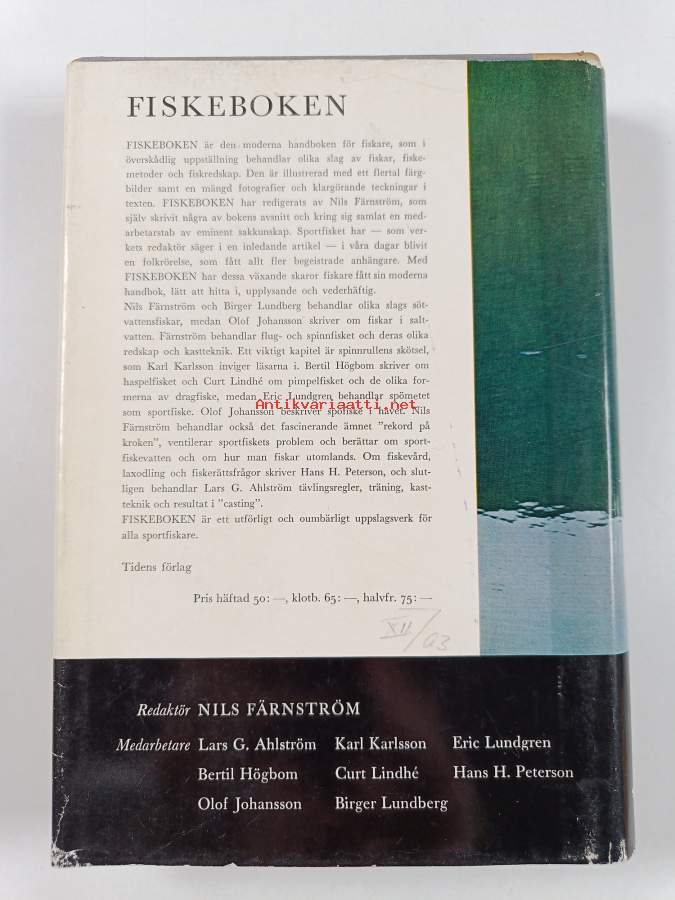 FISKEBOKEN
FISKEBOKEN är den moderna handboken för fiskare, som i
överskådlig uppställning behandlar olika slag av fiskar, fiske-
metoder och fiskredskap. Den är illustrerad med ett flertal färg-
bilder samt en mängd fotografier och klargörande teckningar i
texten. FISKEBOKEN har redigerats av Nils Färnström, som
själv skrivit några av bokens avsnitt och kring sig samlat en med-
arbetarstab av eminent sakkunskap. Sportfisket har — som ver-
kets redaktör säger i en inledande artikel — i våra dagar blivit
en folkrörelse, som fått allt fler begeistrade anhängare. Med
FISKEBOKEN har dessa växande skaror fiskare fått sin moderna
handbok, lätt att hitta i, upplysande och vederhäftig.
Nils Färnström och Birger Lundberg behandlar olika slags söt-
vattensfiskar, medan Olof Johansson skriver om fiskar i salt-
vatten. Färnström behandlar flug- och spinnfisket och deras olika
redskap och kastteknik. Ett viktigt kapitel är spinnrullens skötsel,
som Karl Karlsson inviger läsarna i. Bertil Högbom skriver om
haspelfisket och Curt Lindhé om pimpelfisket och de olika for-
merna av dragfiske, medan Eric Lundgren behandlar spömetet
som sportfiske. Olof Johansson beskriver spöfiske i havet. Nils
Antikvariaatti.net
Färnström behandlar också det fascinerande ämnet "rekord på
kroken", ventilerar sportfiskets problem och berättar om sport-
fiskevatten och om hur man fiskar utomlands. Om fiskevård,
laxodling och fiskerättsfrågor skriver Hans H. Peterson, och slut-
ligen behandlar Lars G. Ahlström tävlingsregler, träning, kast-
teknik och resultat i "casting".
FISKEBOKEN är ett utförligt och oumbärligt uppslagsverk för
alla sportfiskare.
Tidens förlag
Pris häftad 50: —, klotb. 65: —, halvfr. 75: —
XII/93
Redaktör NILS FÄRNSTRÖM
Medarbetare Lars G. Ahlström Karl Karlsson Eric Lundgren
Bertil Högbom Curt Lindhé Hans H. Peterson
Olof Johansson Birger Lundberg